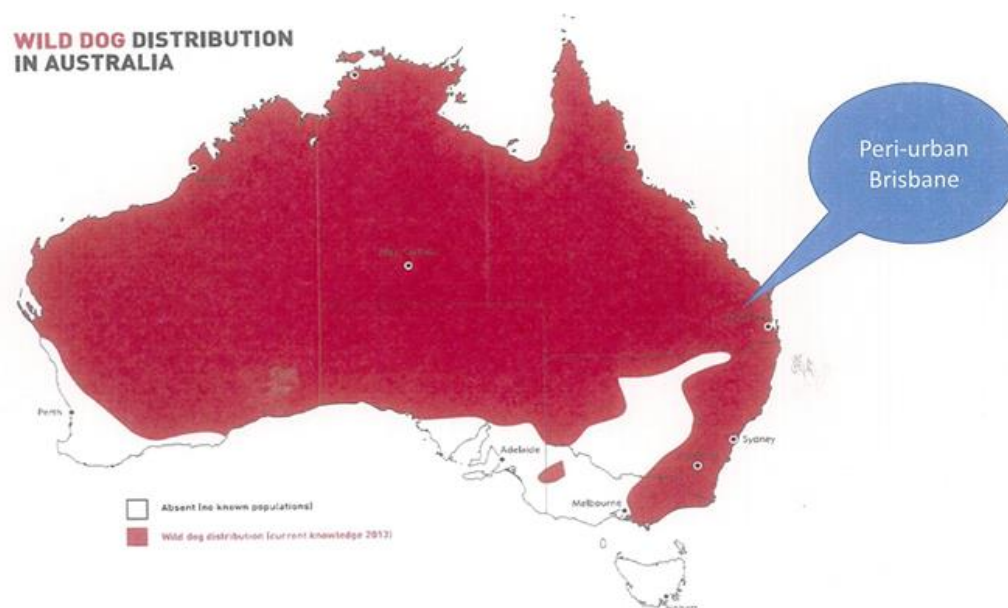 WILD DOG DISTRIBUTION
IN AUSTRALIA
Peri-urban
Brisbane
Perth
Adelaide
Sydney
Melbourne
Absent (no known populations)
Wild dog distribution (current knowledge 2013)